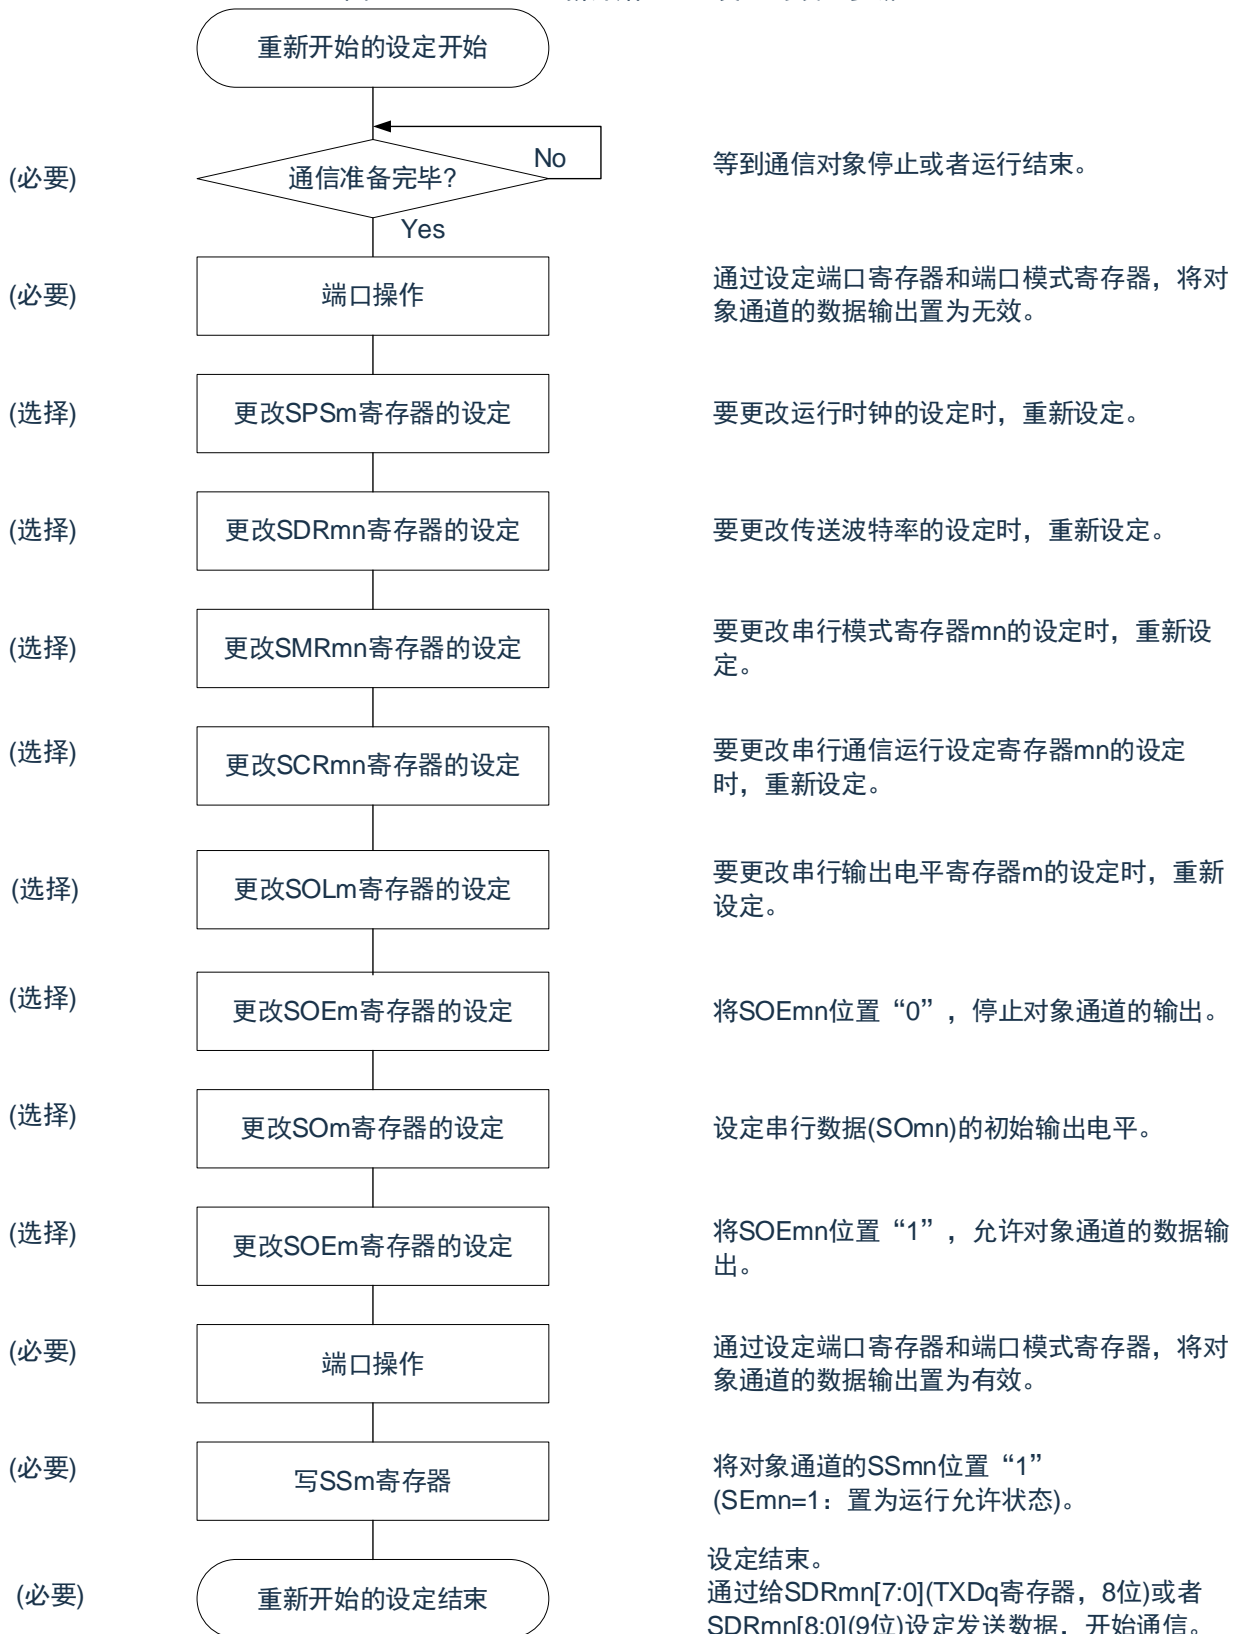 重新开始的设定开始
(必要)
通信准备完毕?
No
等到通信对象停止或者运行结束。
Yes
(必要)
端口操作
通过设定端口寄存器和端口模式寄存器，将对
象通道的数据输出置为无效。
(选择)
更改SPSm寄存器的设定
要更改运行时钟的设定时，重新设定。
(选择)
更改SDRmn寄存器的设定
要更改传送波特率的设定时，重新设定。
(选择)
更改SMRmn寄存器的设定
要更改串行模式寄存器mn的设定时，重新设
定。
(选择)
更改SCRmn寄存器的设定
要更改串行通信运行设定寄存器mn的设定
时，重新设定。
(选择)
更改SOLm寄存器的设定
要更改串行输出电平寄存器m的设定时，重新
设定。
(选择)
更改SOEm寄存器的设定
将SOEmn位置“0”，停止对象通道的输出。
(选择)
更改SOm寄存器的设定
设定串行数据(SOmn)的初始输出电平。
(选择)
更改SOEm寄存器的设定
将SOEmn位置“1”，允许对象通道的数据输
出。
(必要)
端口操作
通过设定端口寄存器和端口模式寄存器，将对
象通道的数据输出置为有效。
(必要)
写SSm寄存器
将对象通道的SSmn位置“1”
(SEmn=1：置为运行允许状态)。
(必要)
重新开始的设定结束
设定结束。
通过给SDRmn[7:0](TXDq寄存器，8位)或者
SDRmn[8:0](9位)设定发送数据，开始通信。